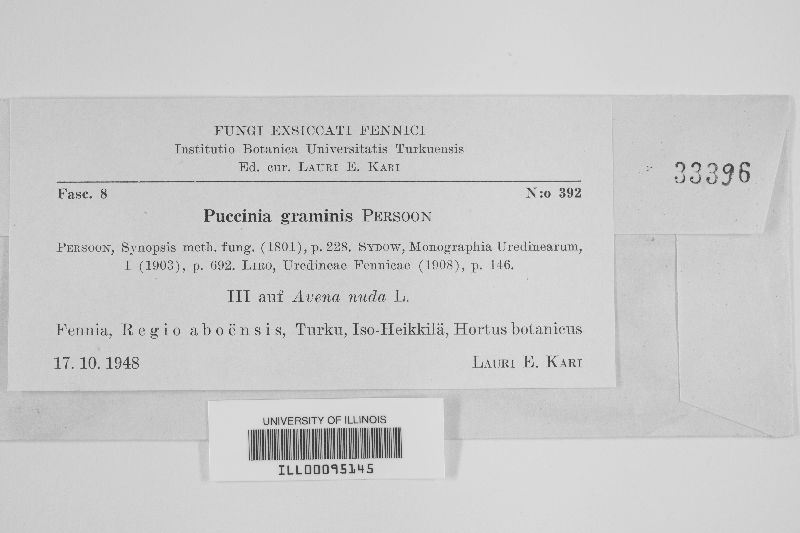 FUNGI EXSICCATI FENNICI
Institutio Botanica Universitatis Turkuensis
Ed. cur. LAURI E. KARI
33396
Fasc. 8 N:o 392
Puccinia graminis PERSOON
PERSOON, Synopsis meth. fung. (1801), p. 228. SYDOW, Monographia Uredinearum,
I (1903), p. 692. LIRO, Uredineae Fennicae (1908), p. 146.
III auf Avena nuda L.
Fennia, Regio aboënsis, Turku, Iso-Heikkilä, Hortus botanicus
17. 10. 1948 LAURI E. KARI
UNIVERSITY OF ILLINOIS
ILL00095145